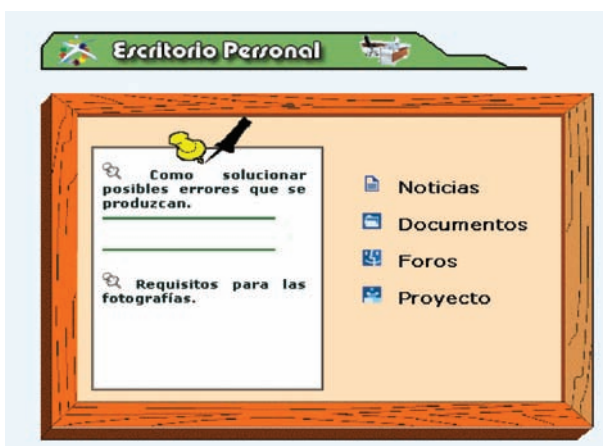 Escritorio Personal
Como solucionar
posibles errores que se
produzcan.
Requisitos para las
fotografías.
Noticias
Documentos
Foros
Proyecto